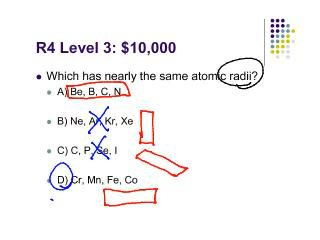 R4 Level 3: $10,000
Which has nearly the same atomic radii?
A) Be, B, C, N
B) Ne, Ar, Kr, Xe
C) C, P, Se, I
D) Cr, Mn, Fe, Co